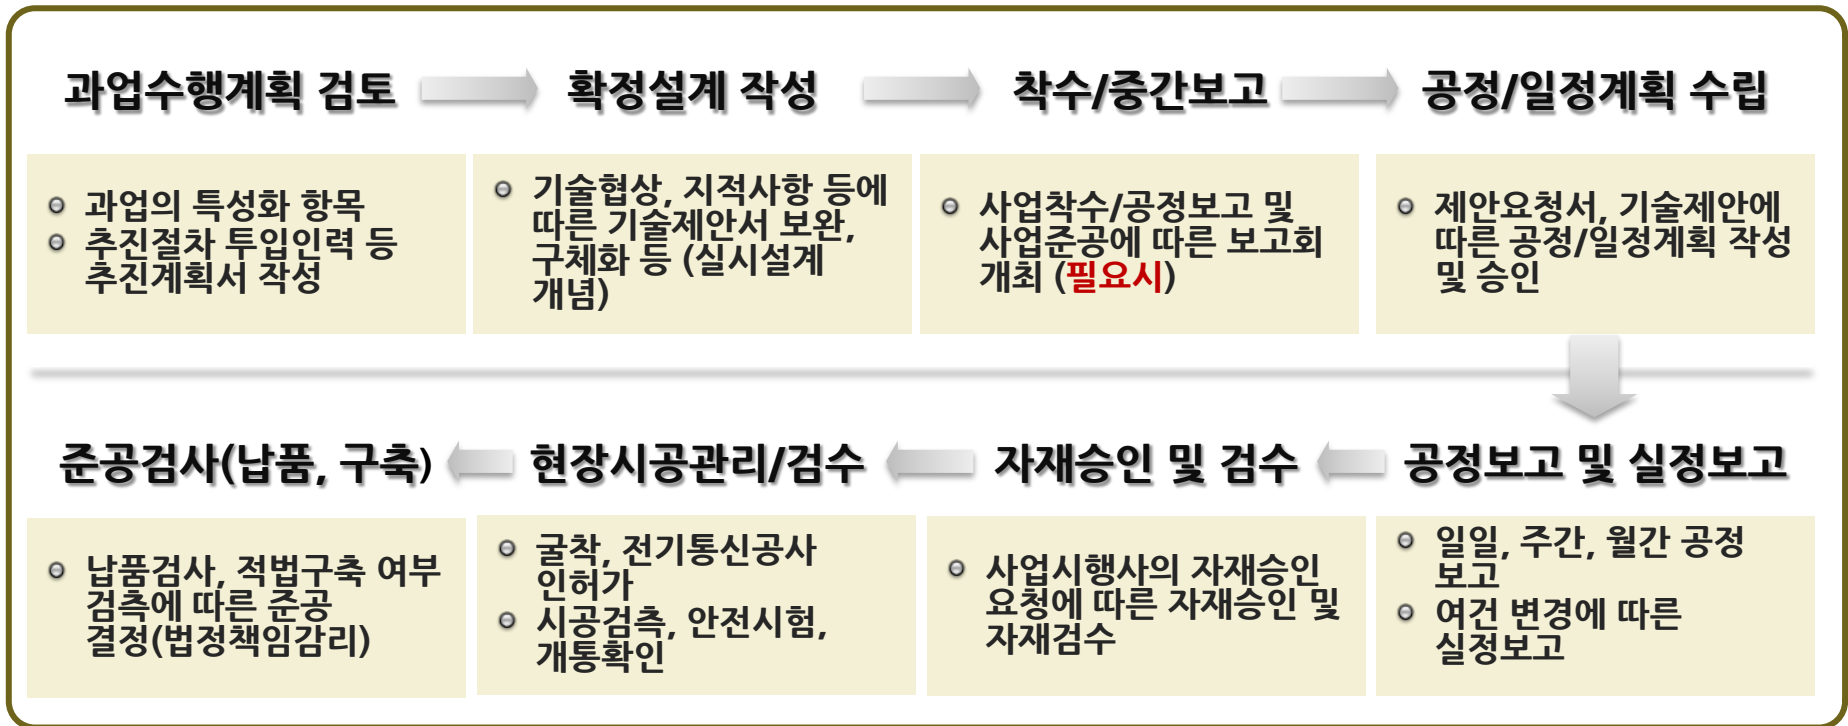 과업수행계획 검토
확정설계 작성
착수/중간보고
공정/일정계획 수립
과업의 특성화 항목
추진절차 투입인력 등
추진계획서 작성
기술협상, 지적사항 등에
따른 기술제안서 보완,
구체화 등 (실시설계
개념)
사업착수/공정보고 및
사업준공에 따른 보고회
개최 (필요시)
제안요청서, 기술제안에
따른 공정/일정계획 작성
및 승인
준공검사(납품, 구축)
현장시공관리/검수
자재승인 및 검수
공정보고 및 실정보고
납품검사, 적법구축 여부
검측에 따른 준공
결정(법정책임감리)
굴착, 전기통신공사
인허가
시공검측, 안전시험,
개통확인
사업시행사의 자재승인
요청에 따른 자재승인 및
자재검수
일일, 주간, 월간 공정
보고
여건 변경에 따른
실정보고